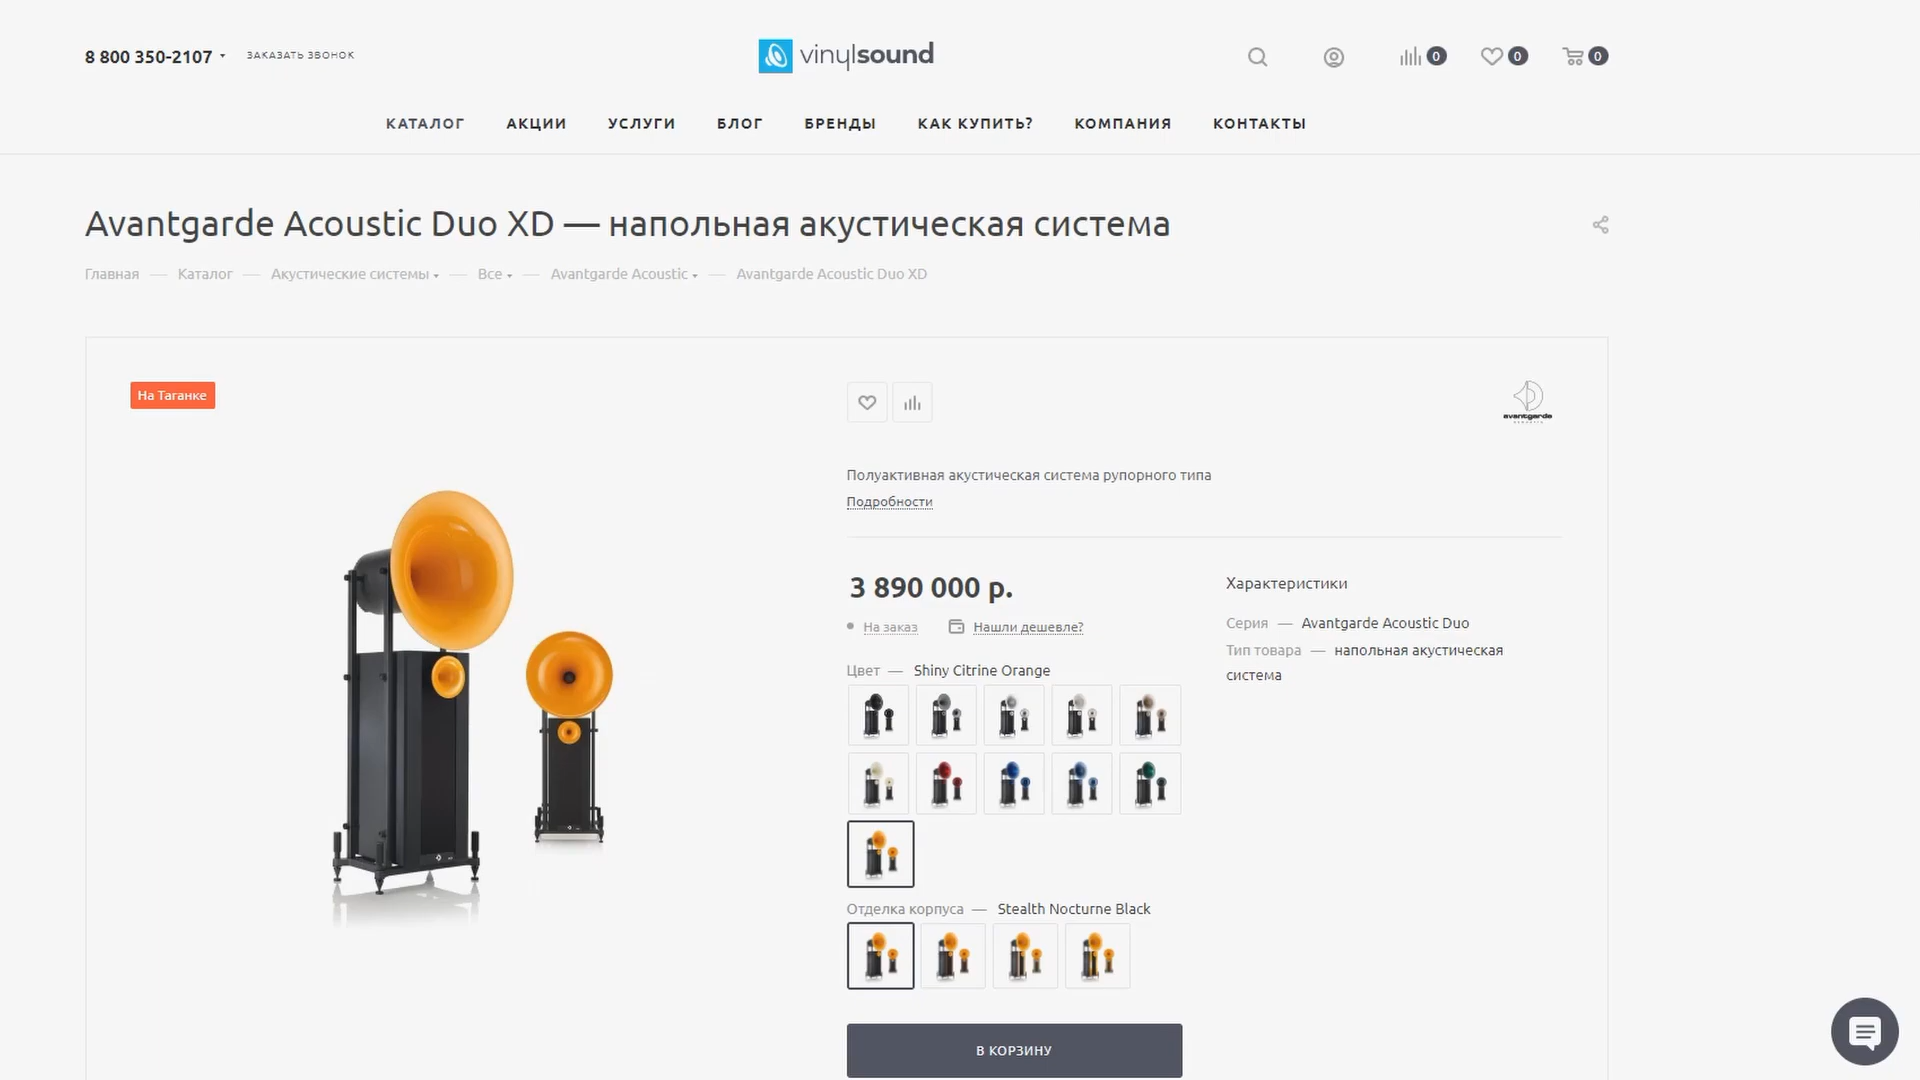 8 800 350-2107
ЗАКАЗАТЬ ЗВОНОК
vinylsound
0
0
0
КАТАЛОГ
АКЦИИ
УСЛУГИ
БЛОГ
БРЕНДЫ
КАК КУПИТЬ?
КОМПАНИЯ
КОНТАКТЫ
Avantgarde Acoustic Duo XD — напольная акустическая система
Главная — Каталог — Акустические системы — Все — Avantgarde Acoustic — Avantgarde Acoustic Duo XD
На Таганке
avantgarde
acoustic
Полуактивная акустическая система рупорного типа
Подробности
3 890 000 р.
На заказ
Нашли дешевле?
Цвет — Shiny Citrine Orange
Отделка корпуса — Stealth Nocturne Black
В КОРЗИНУ
Характеристики
Серия — Avantgarde Acoustic Duo
Тип товара — напольная акустическая
система